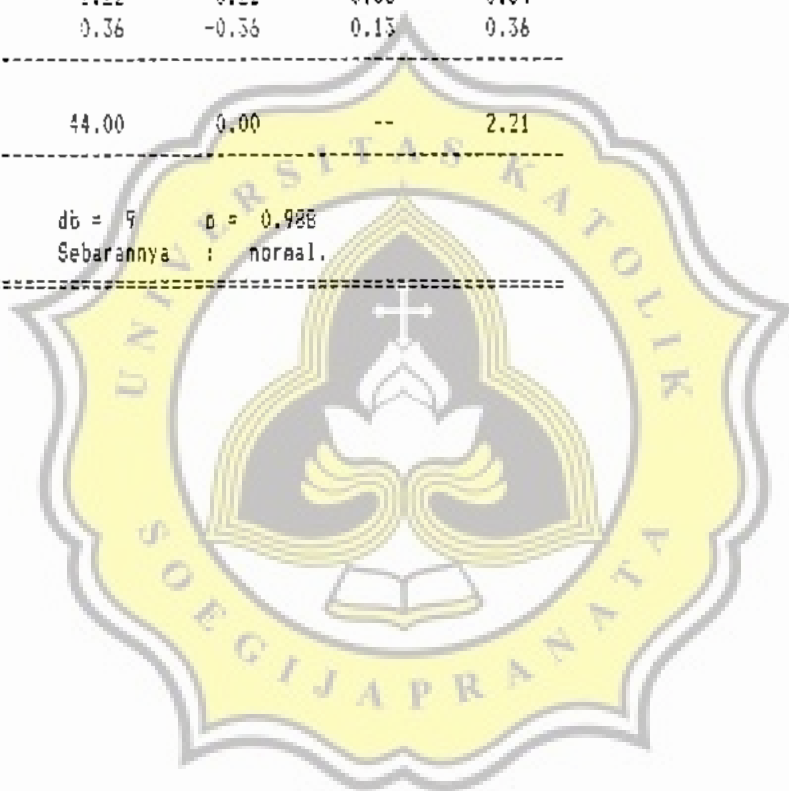 0.36 -0.36 0.13 0.36
44.00 0.00 -- 2.21
db = 9 p = 0.988
Sebarannya : normal.
UNIVERSITAS KATOLIK
SOEGIJAPRANATA